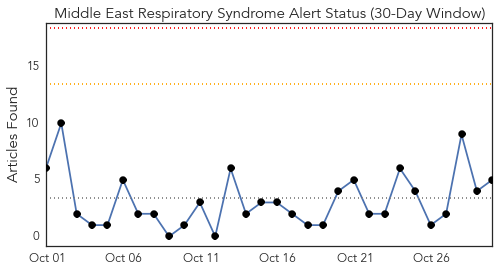 Middle East Respiratory Syndrome Alert Status (30-Day Window)
Articles Found
15
10
5
0
Oct 01 Oct 06 Oct 11 Oct 16 Oct 21 Oct 26